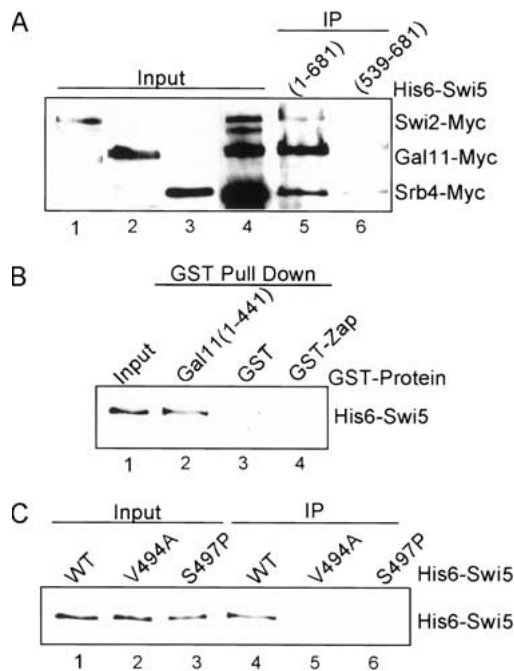 A
IP
Input
(1-681)
(539-681)
His6-Swi5
Swi2-Myc
Gal11-Myc
Srb4-Myc
1 2 3 4 5 6
B
GST Pull Down
Input
Gal11(1-441)
GST
GST-Zap
GST-Protein
His6-Swi5
1 2 3 4
C
Input IP
WT V494A S497P WT V494A S497P
His6-Swi5
His6-Swi5
1 2 3 4 5 6